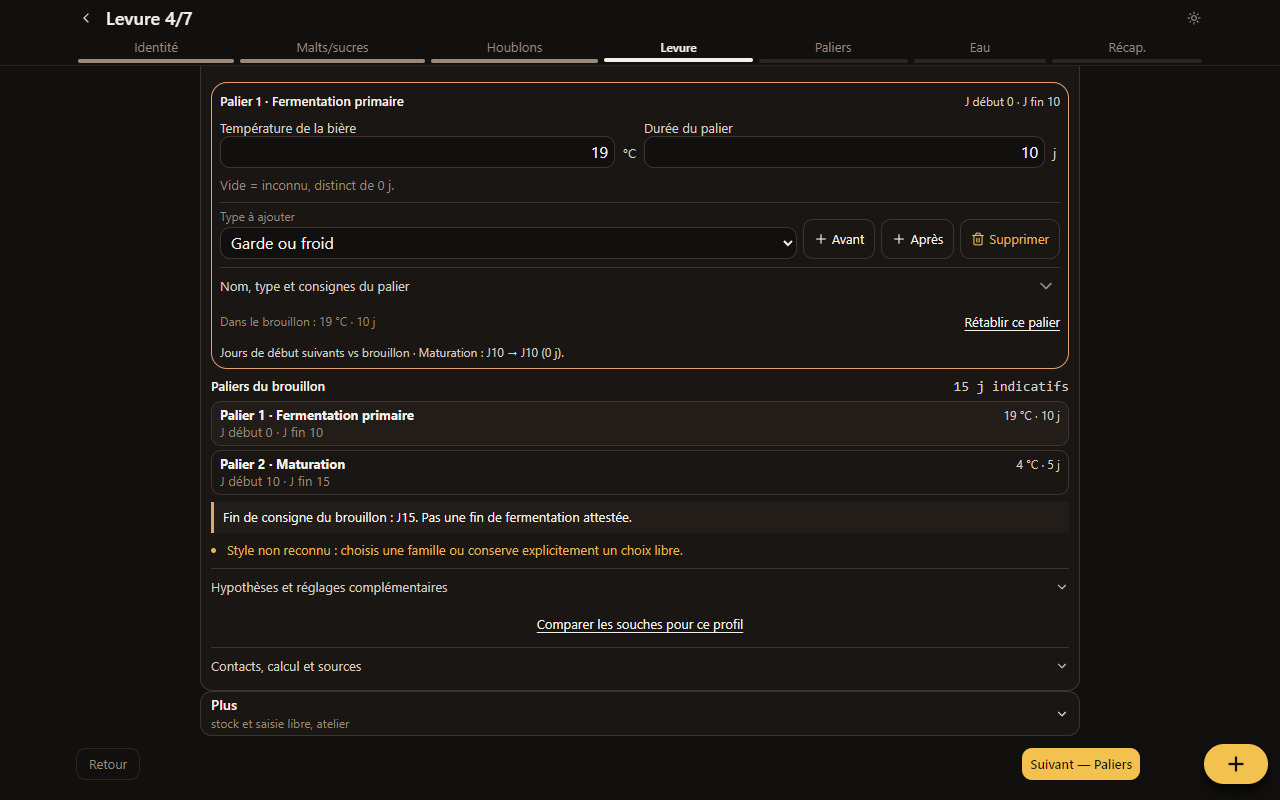 Levure 4/7
Identité
Malts/sucres
Houblons
Levure
Paliers
Eau
Récap.
Palier 1 · Fermentation primaire
J début 0 · J fin 10
Température de la bière
Durée du palier
19 °C
10 j
Vide = inconnu, distinct de 0 j.
Type à ajouter
Garde ou froid
+ Avant
+ Après
Supprimer
Nom, type et consignes du palier
Dans le brouillon : 19 °C · 10 j
Rétablir ce palier
Jours de début suivants vs brouillon · Maturation : J10 → J10 (0 j).
Paliers du brouillon
15 j indicatifs
Palier 1 · Fermentation primaire
19 °C · 10 j
J début 0 · J fin 10
Palier 2 · Maturation
4 °C · 5 j
J début 10 · J fin 15
Fin de consigne du brouillon : J15. Pas une fin de fermentation attestée.
• Style non reconnu : choisis une famille ou conserve explicitement un choix libre.
Hypothèses et réglages complémentaires
Comparer les souches pour ce profil
Contacts, calcul et sources
Plus
stock et saisie libre, atelier
Retour
Suivant — Paliers
+